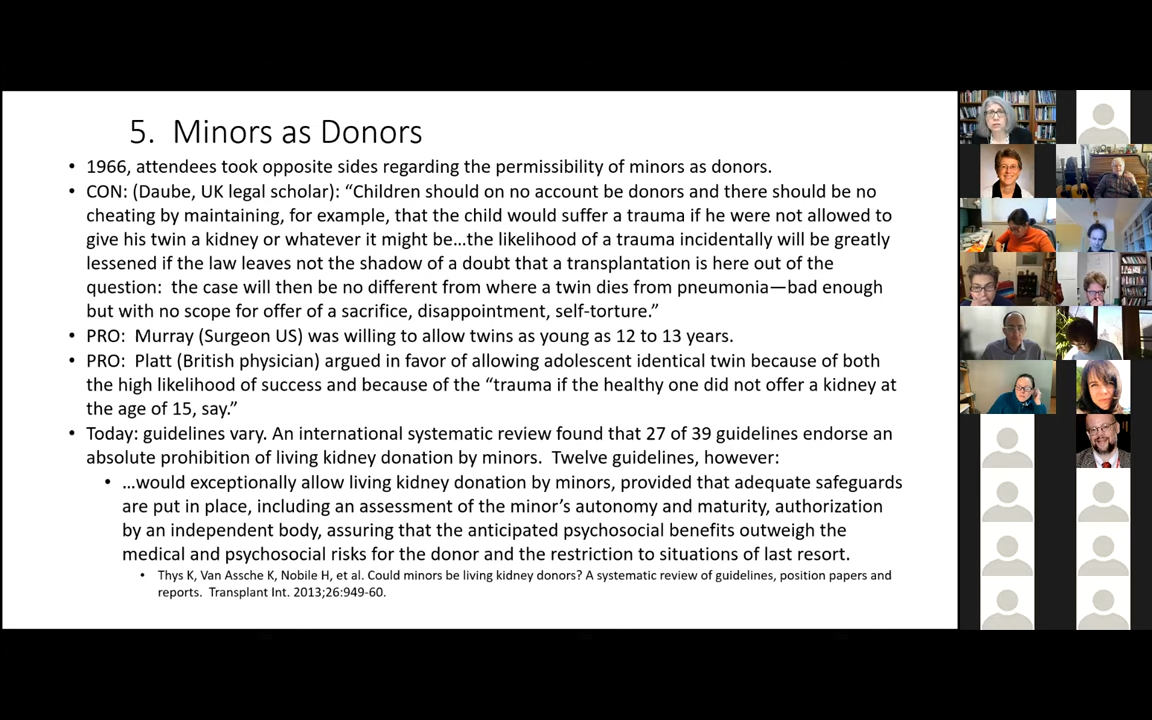 5. Minors as Donors
• 1966, attendees took opposite sides regarding the permissibility of minors as donors.
• CON: (Daube, UK legal scholar): “Children should on no account be donors and there should be no
cheating by maintaining, for example, that the child would suffer a trauma if he were not allowed to
give his twin a kidney or whatever it might be…the likelihood of a trauma incidentally will be greatly
lessened if the law leaves not the shadow of a doubt that a transplantation is here out of the
question: the case will then be no different from where a twin dies from pneumonia—bad enough
but with no scope for offer of a sacrifice, disappointment, self-torture.”
• PRO: Murray (Surgeon US) was willing to allow twins as young as 12 to 13 years.
• PRO: Platt (British physician) argued in favor of allowing adolescent identical twin because of both
the high likelihood of success and because of the “trauma if the healthy one did not offer a kidney at
the age of 15, say.”
• Today: guidelines vary. An international systematic review found that 27 of 39 guidelines endorse an
absolute prohibition of living kidney donation by minors. Twelve guidelines, however:
• …would exceptionally allow living kidney donation by minors, provided that adequate safeguards
are put in place, including an assessment of the minor’s autonomy and maturity, authorization
by an independent body, assuring that the anticipated psychosocial benefits outweigh the
medical and psychosocial risks for the donor and the restriction to situations of last resort.
• Thys K, Van Assche K, Nobile H, et al. Could minors be living kidney donors? A systematic review of guidelines, position papers and
reports. Transplant Int. 2013;26:949-60.